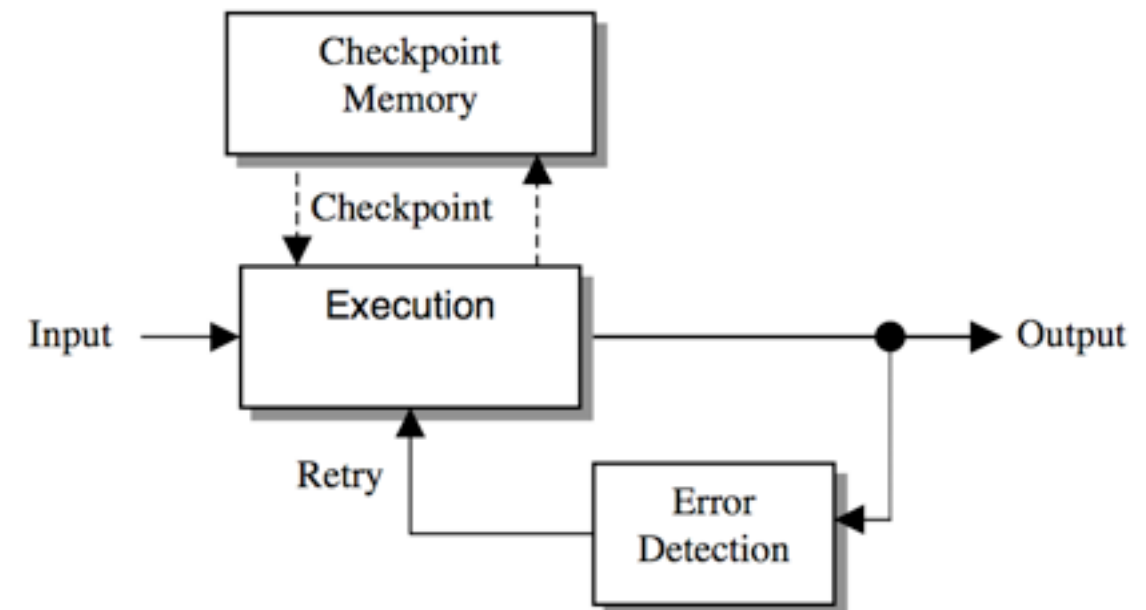 Checkpoint
Memory
Checkpoint
Execution
Input
Output
Retry
Error
Detection